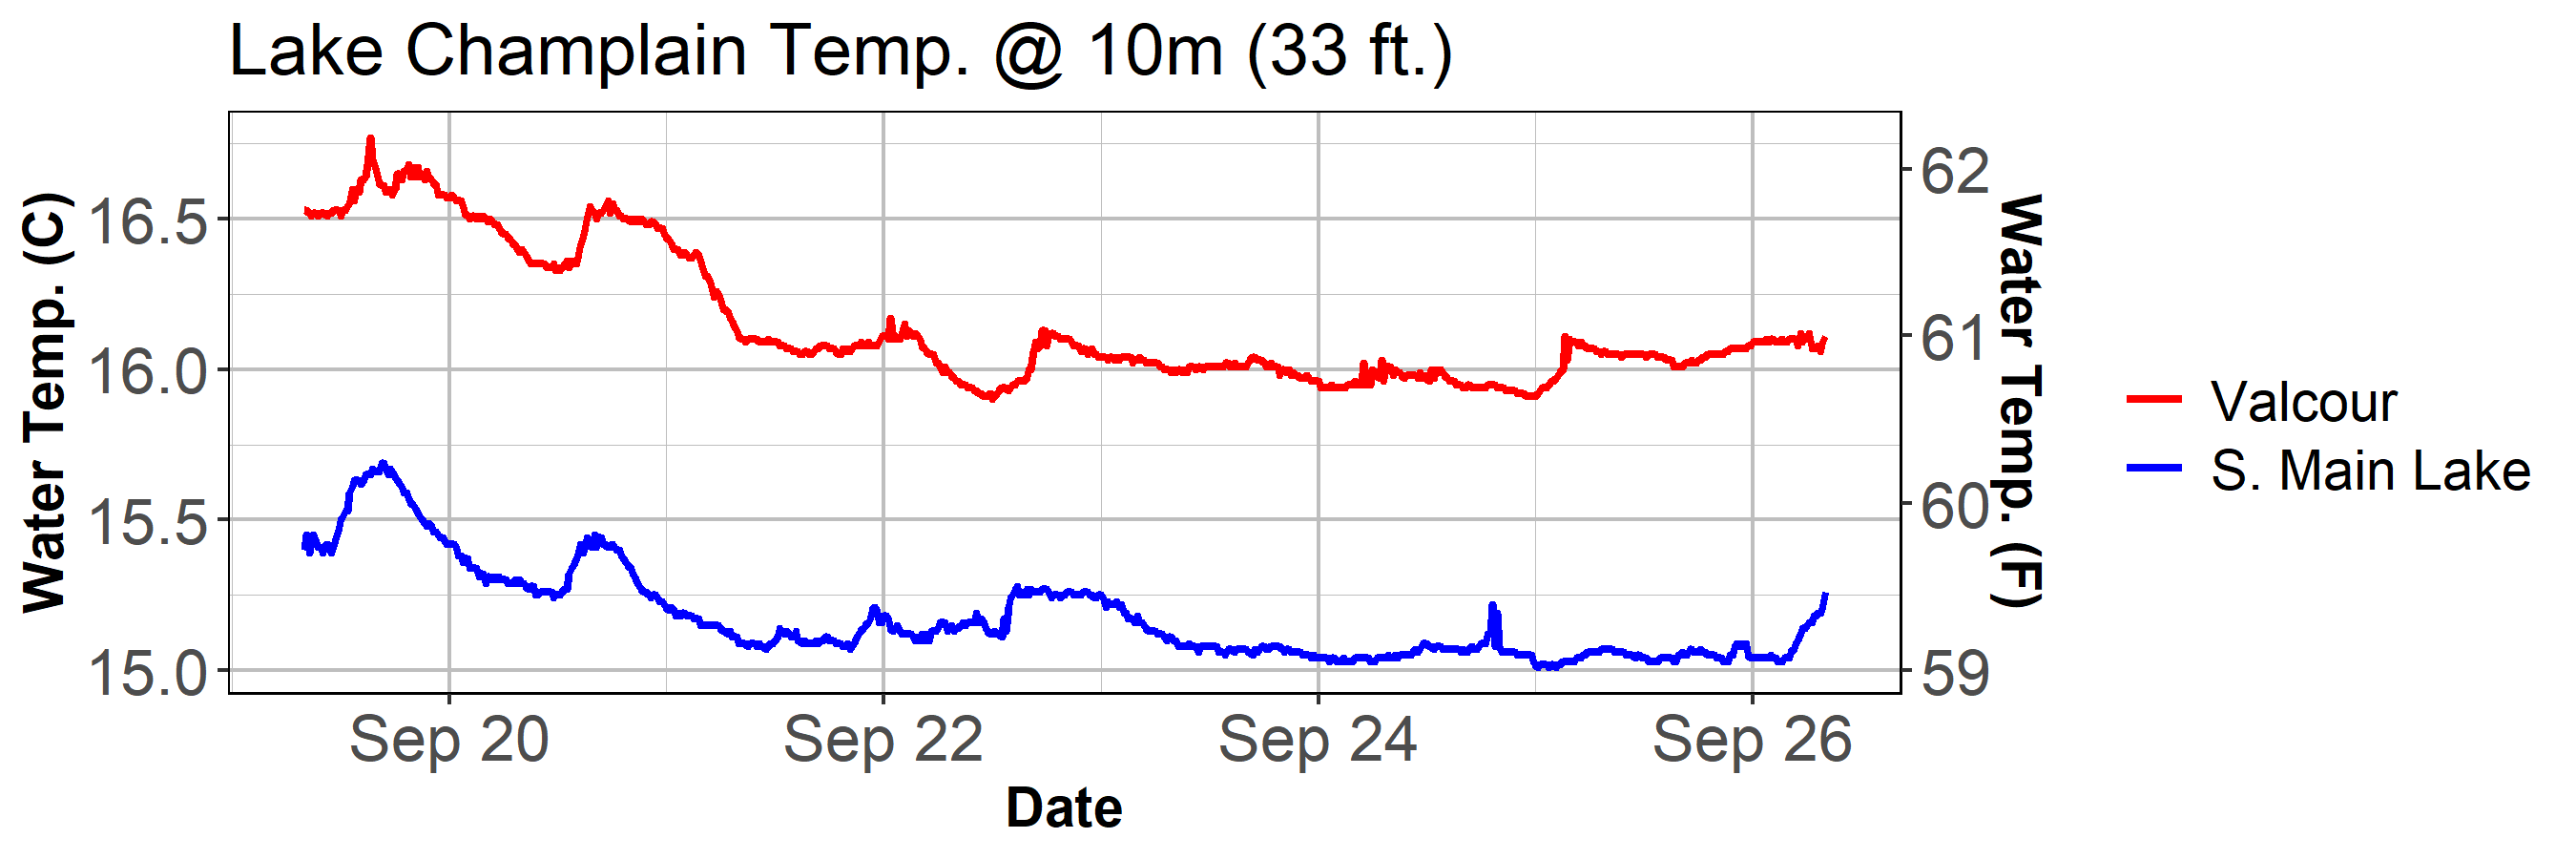 Lake Champlain Temp. @ 10m (33 ft.)
Water Temp. (C)
16.5
16.0
15.5
15.0
62
61
60
59
Water Temp. (F)
Sep 20
Sep 22
Sep 24
Sep 26
Date
Valcour
S. Main Lake